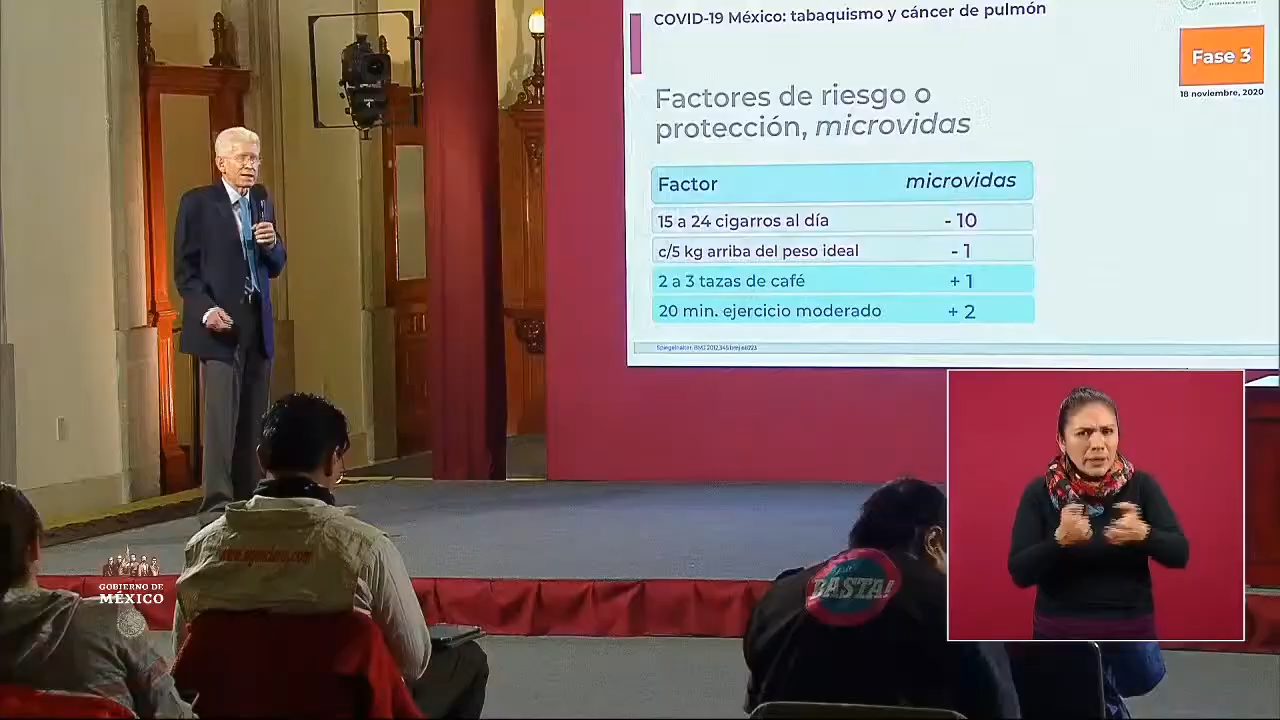 COVID-19 México: tabaquismo y cáncer de pulmón
Fase 3
18 noviembre, 2020
Factores de riesgo o
protección, microvidas
Factor microvidas
15 a 24 cigarros al día - 10
c/5 kg arriba del peso ideal - 1
2 a 3 tazas de café + 1
20 min. ejercicio moderado + 2
BASTA!
GOBIERNO DE
MÉXICO